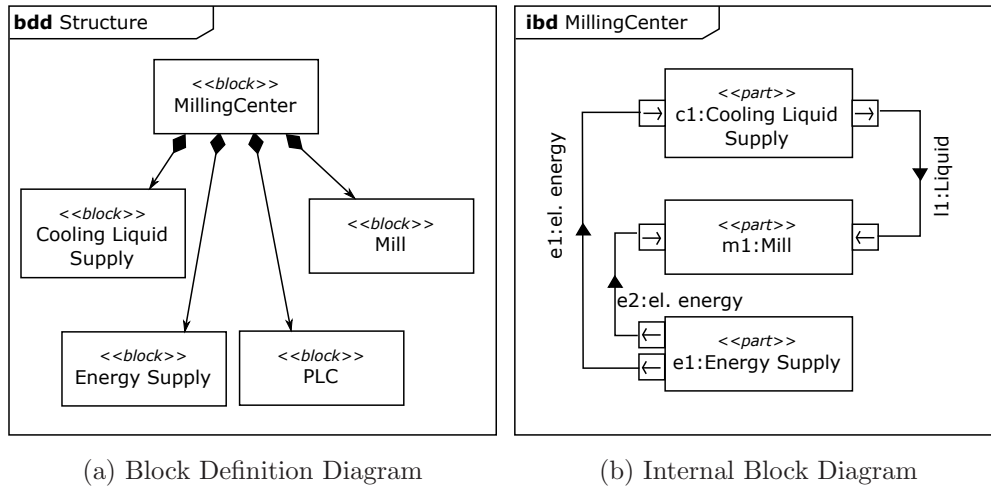 bdd Structure
<<block>>
MillingCenter
<<block>>
Cooling Liquid
Supply
<<block>>
Mill
<<block>>
Energy Supply
<<block>>
PLC
(a) Block Definition Diagram
ibd MillingCenter
<<part>>
c1:Cooling Liquid
Supply
e1:el. energy
l1:Liquid
<<part>>
m1:Mill
e2:el. energy
<<part>>
e1:Energy Supply
(b) Internal Block Diagram